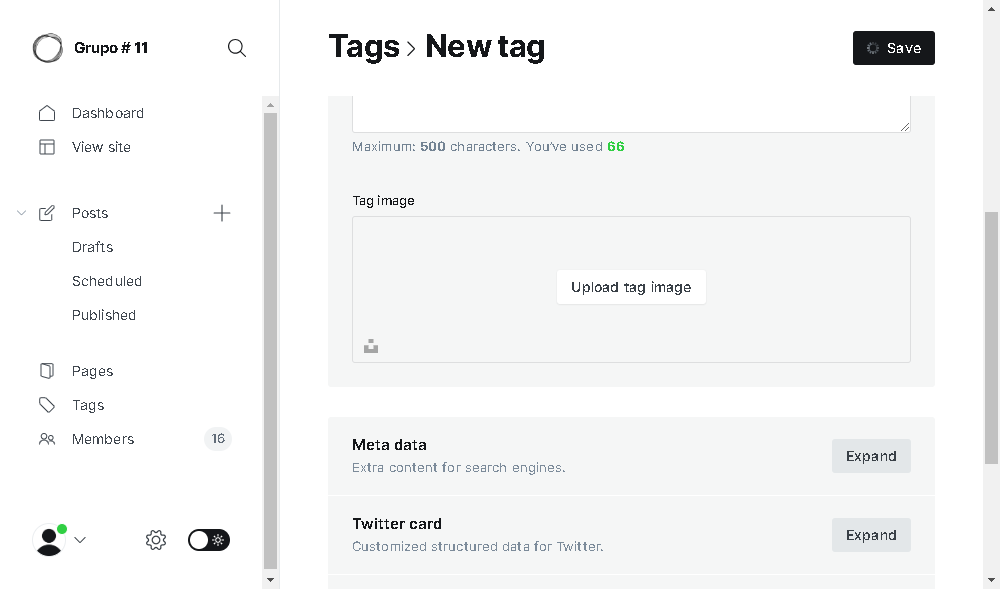 Grupo # 11
Dashboard
View site
Posts
Drafts
Scheduled
Published
Pages
Tags
Members 16
Tags > New tag
Save
Maximum: 500 characters. You've used 66
Tag image
Upload tag image
Meta data
Extra content for search engines.
Expand
Twitter card
Customized structured data for Twitter.
Expand